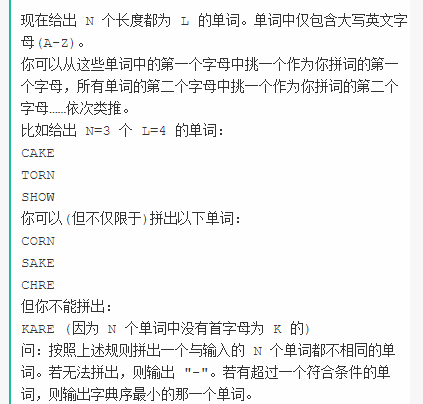 现在给出 N 个长度都为 L 的单词。单词中仅包含大写英文字
母(A-Z)。
你可以从这些单词中的第一个字母中挑一个作为你拼词的第一
个字母，所有单词的第二个字母中挑一个作为你拼词的第二个
字母……依次类推。
比如给出 N=3 个 L=4 的单词：
CAKE
TORN
SHOW
你可以(但不仅限于)拼出以下单词：
CORN
SAKE
CHRE
但你不能拼出：
KARE (因为 N 个单词中没有首字母为 K 的)
问：按照上述规则拼出一个与输入的 N 个单词都不相同的单
词。若无法拼出，则输出 "-"。若有超过一个符合条件的单
词，则输出字典序最小的那一个单词。